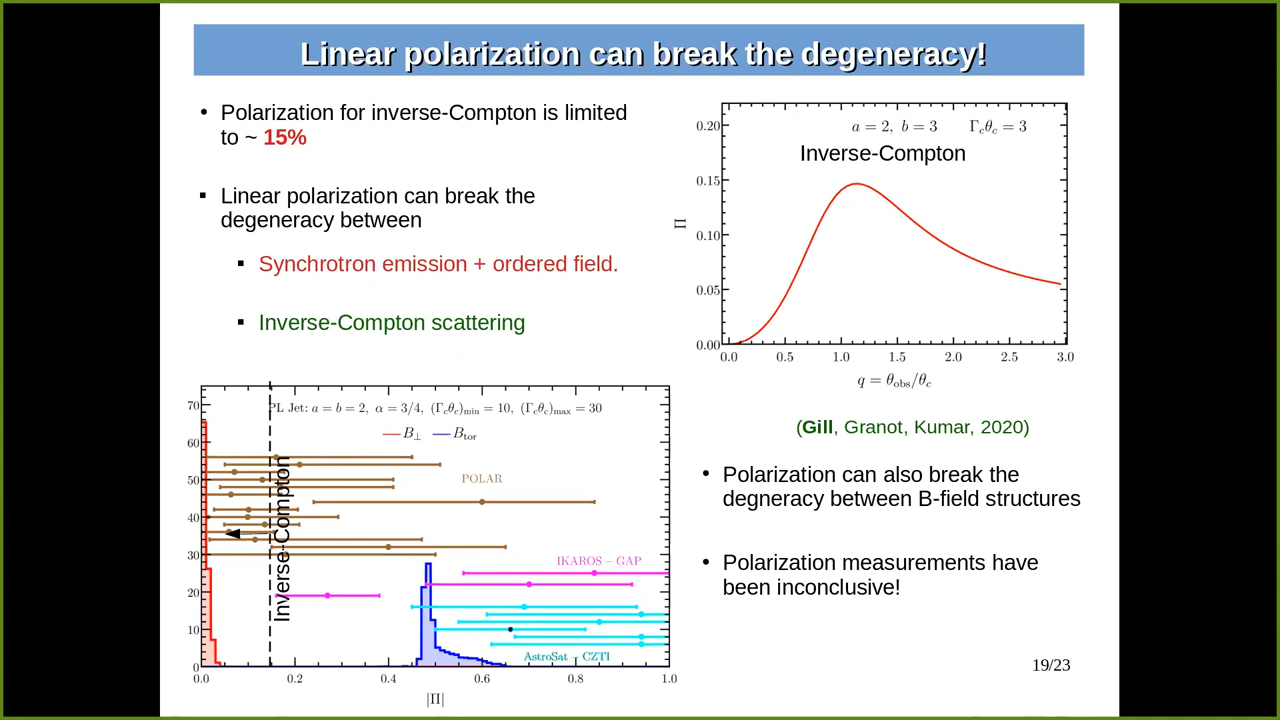 Linear polarization can break the degeneracy!
• Polarization for inverse-Compton is limited
to ~ 15%
▪ Linear polarization can break the
degeneracy between
▪ Synchrotron emission + ordered field.
▪ Inverse-Compton scattering
a = 2, b = 3 Γcθc = 3
Inverse-Compton
0.20
0.15
0.10
0.05
0.00
Π
0.0 0.5 1.0 1.5 2.0 2.5 3.0
q = θobs/θc
(Gill, Granot, Kumar, 2020)
• Polarization can also break the
degneracy between B-field structures
• Polarization measurements have
been inconclusive!
PL Jet: a = b = 2, α = 3/4, (Γcθc)min = 10, (Γcθc)max = 30
B⊥ Btor
POLAR
IKAROS − GAP
AstroSat − CZTI
Inverse-Compton
70
60
50
40
30
20
10
0
0.0 0.2 0.4 0.6 0.8 1.0
|Π|
19/23